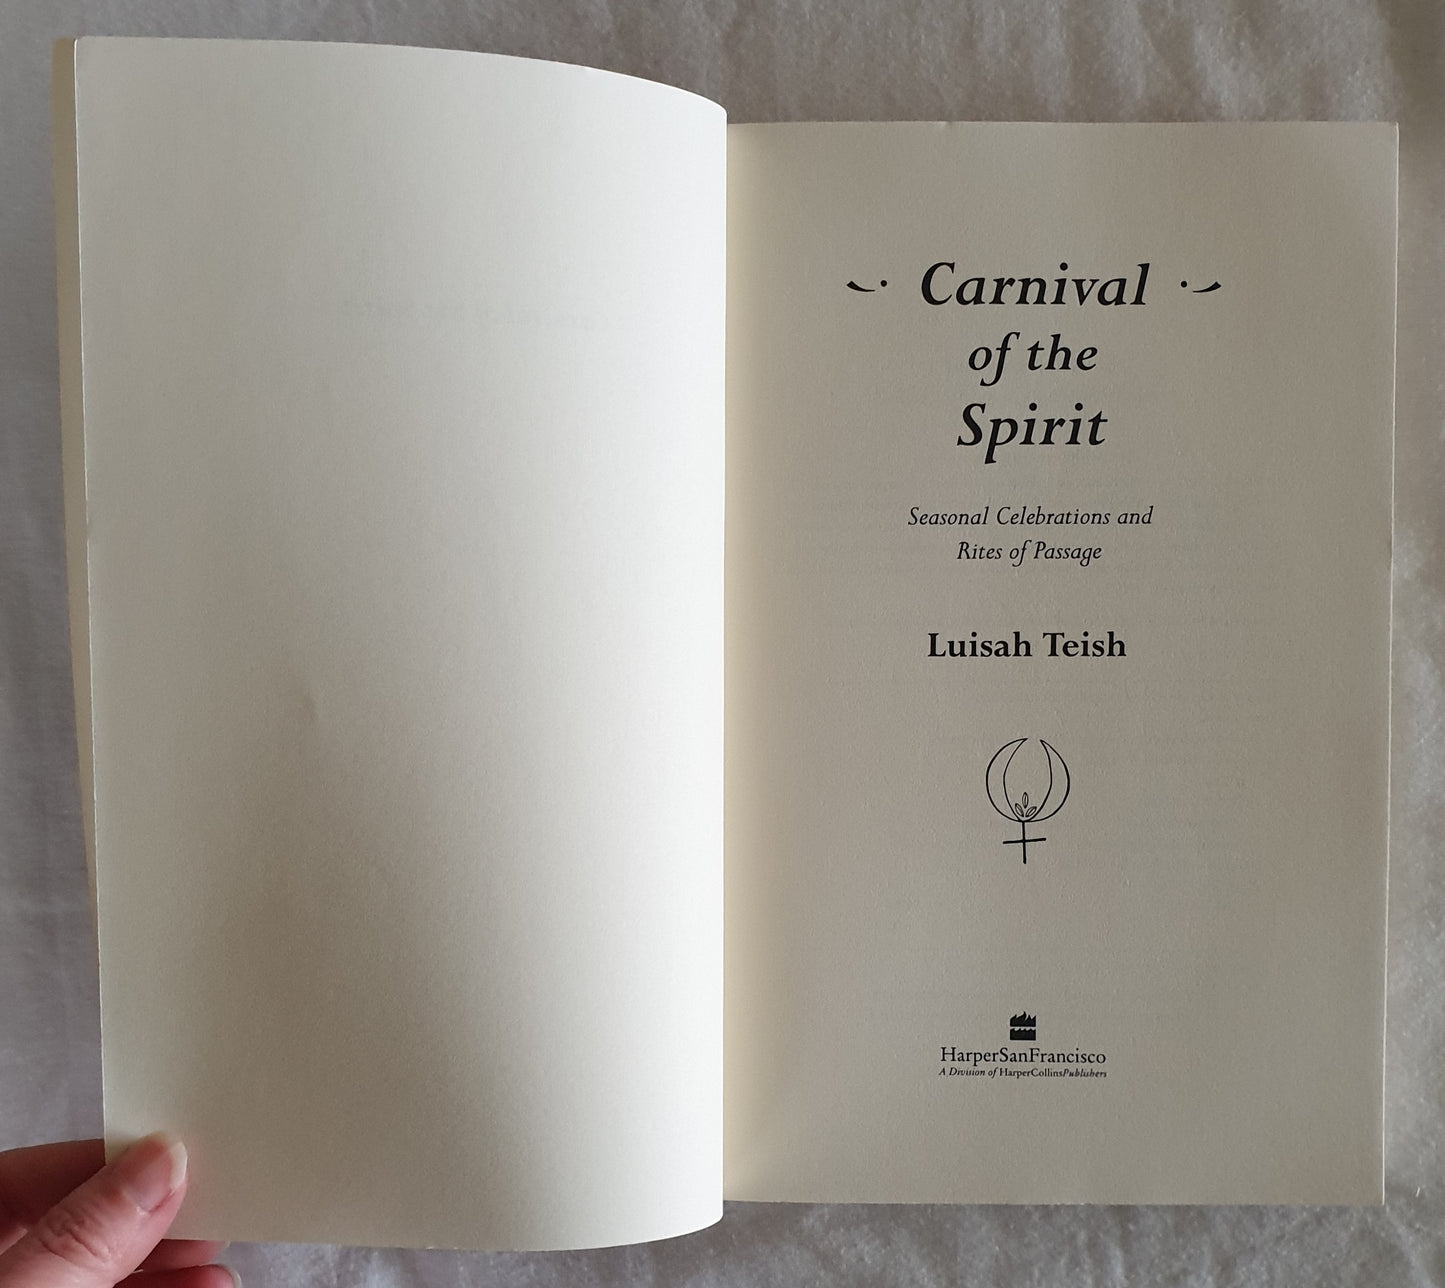 Carnival
of the
Spirit
Seasonal Celebrations and
Rites of Passage
Luisah Teish
HarperSanFrancisco
A Division of HarperCollinsPublishers